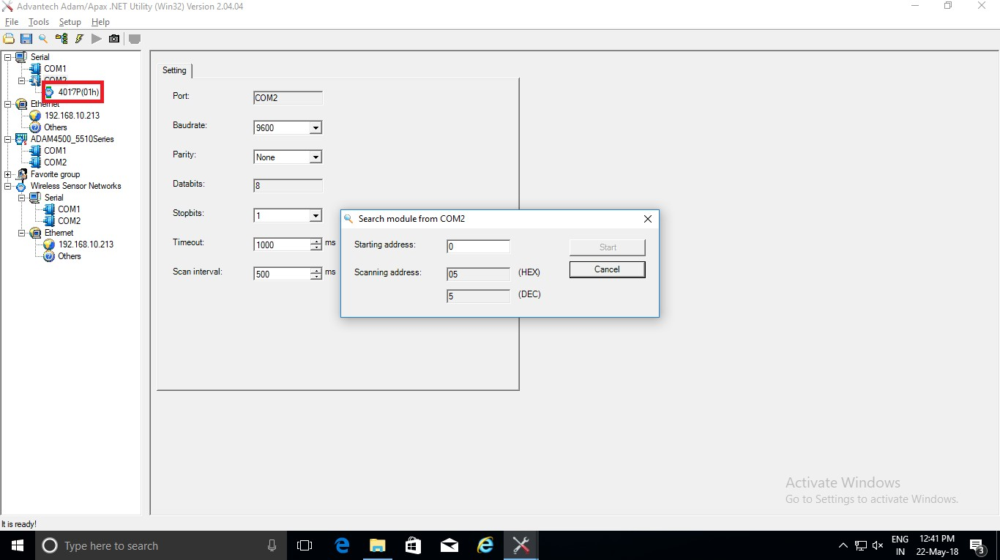 Advantech Adam/Apax .NET Utility (Win32) Version 2.04.04
File Tools Setup Help
Serial
COM1
COM2
4017P(01h)
Ethernet
192.168.10.213
Others
ADAM4500_5510Series
COM1
COM2
Favorite group
Wireless Sensor Networks
Serial
COM1
COM2
Ethernet
192.168.10.213
Others
Setting
Port: COM2
Baudrate: 9600
Parity: None
Databits: 8
Stopbits: 1
Timeout: 1000 ms
Scan interval: 500 ms
Search module from COM2
Starting address: 0 Start
Scanning address: 05 (HEX) Cancel
5 (DEC)
Activate Windows
Go to Settings to activate Windows.
It is ready!
Type here to search
ENG
IN
12:41 PM
22-May-18
3